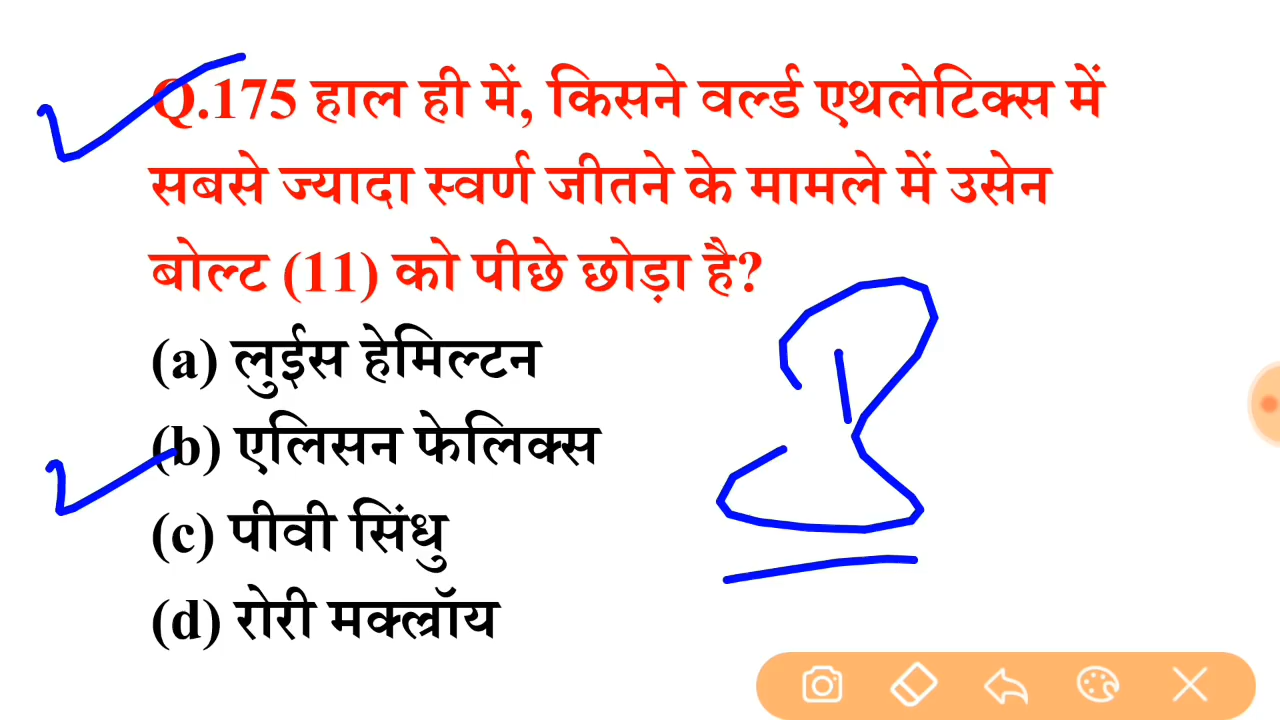 Q.175 हाल ही में, किसने वर्ल्ड एथलेटिक्स में
सबसे ज्यादा स्वर्ण जीतने के मामले में उसेन
बोल्ट (11) को पीछे छोड़ा है?
(a) लुईस हेमिल्टन
(b) एलिसन फेलिक्स
(c) पीवी सिंधु
(d) रोरी मक्लॉय